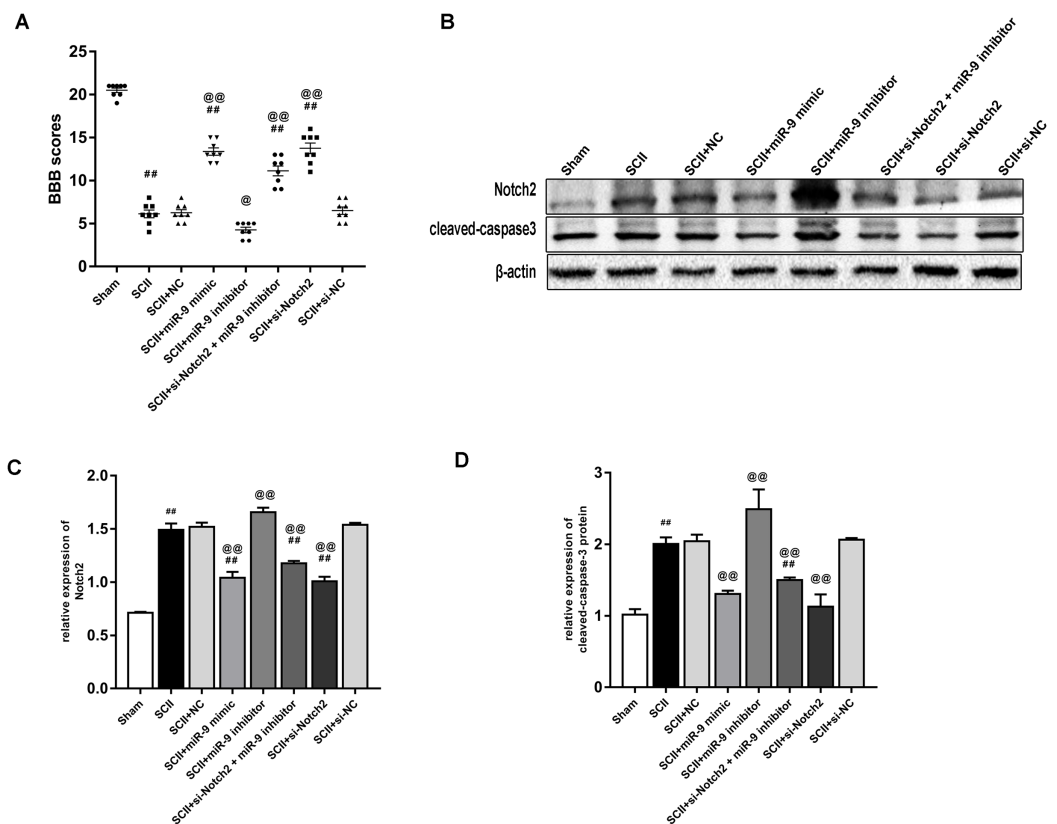 A
BBB scores
25
20
15
10
5
0
##
@@
##
@
@@
##
@@
##
Sham
SCII
SCII+NC
SCII+miR-9 mimic
SCII+miR-9 inhibitor
SCII+si-Notch2 + miR-9 inhibitor
SCII+si-Notch2
SCII+si-NC
B
Sham
SCII
SCII+NC
SCII+miR-9 mimic
SCII+miR-9 inhibitor
SCII+si-Notch2 + miR-9 inhibitor
SCII+si-Notch2
SCII+si-NC
Notch2
cleaved-caspase3
β-actin
C
relative expression of
Notch2
2.0
1.5
1.0
0.5
0.0
##
@@
##
@@
@@
##
@@
##
Sham
SCII
SCII+NC
SCII+miR-9 mimic
SCII+miR-9 inhibitor
SCII+si-Notch2 + miR-9 inhibitor
SCII+si-Notch2
SCII+si-NC
D
relative expression of
cleaved-caspase-3 protein
3
2
1
0
##
@@
@@
@@
##
@@
Sham
SCII
SCII+NC
SCII+miR-9 mimic
SCII+miR-9 inhibitor
SCII+si-Notch2 + miR-9 inhibitor
SCII+si-Notch2
SCII+si-NC